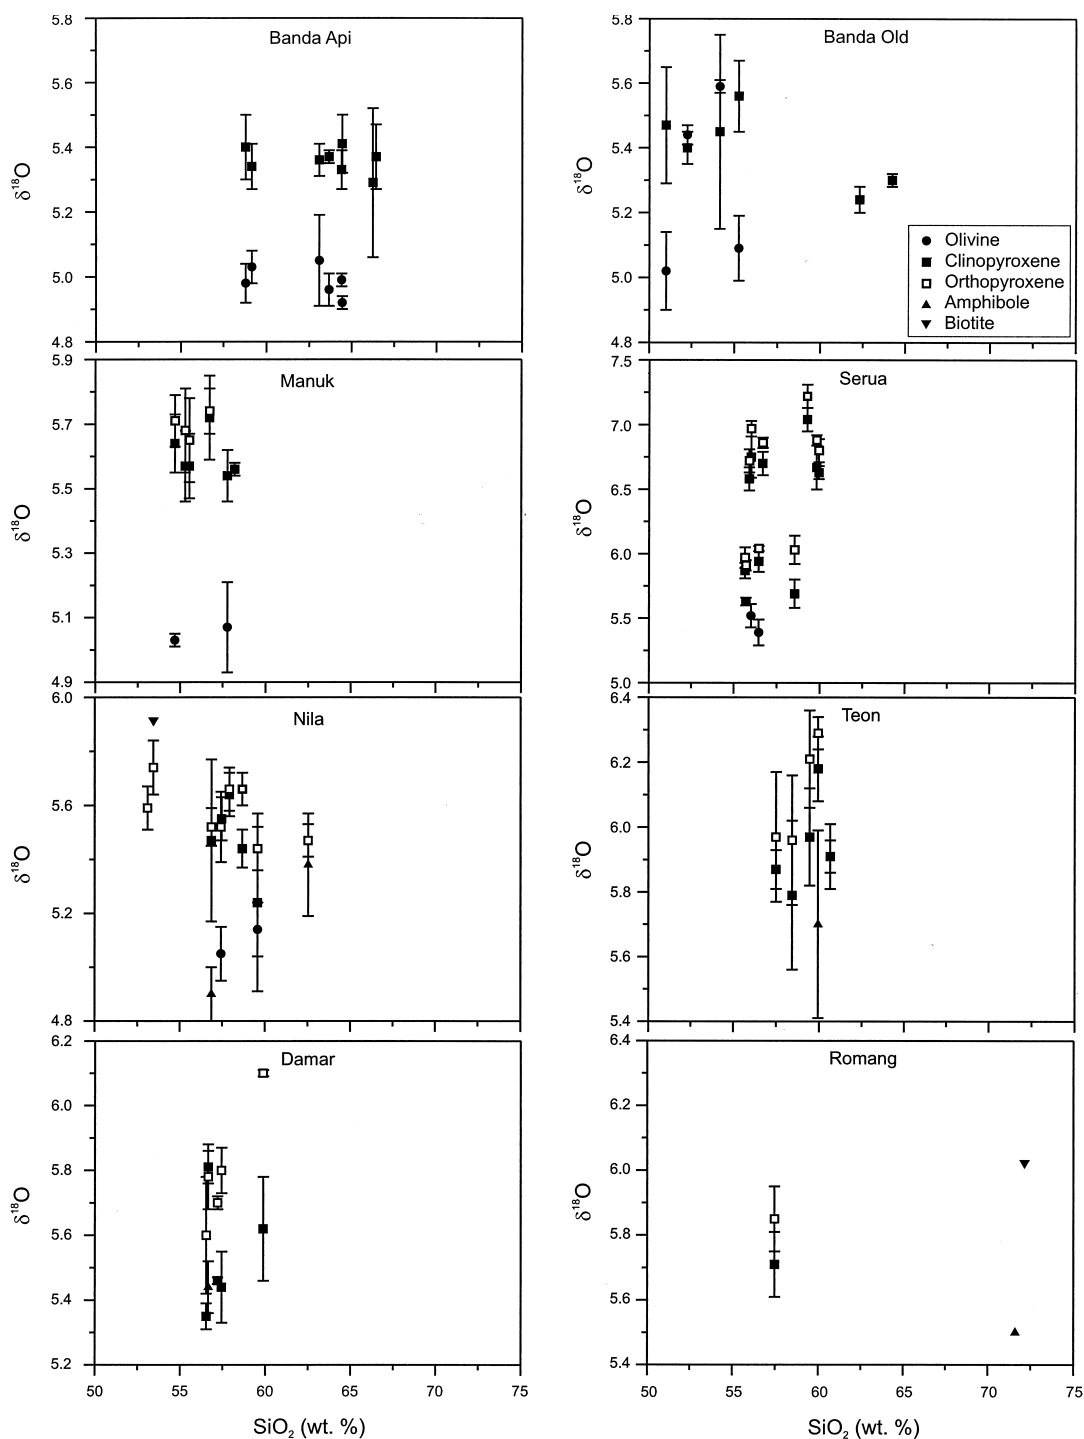 Banda Api
5.8
5.6
5.4
5.2
5.0
4.8
δ18O
Banda Old
5.8
5.6
5.4
5.2
5.0
4.8
δ18O
Olivine
Clinopyroxene
Orthopyroxene
Amphibole
Biotite
Manuk
5.9
5.7
5.5
5.3
5.1
4.9
δ18O
Serua
7.5
7.0
6.5
6.0
5.5
5.0
δ18O
Nila
6.0
5.6
5.2
4.8
δ18O
Teon
6.4
6.2
6.0
5.8
5.6
5.4
δ18O
Damar
6.2
6.0
5.8
5.6
5.4
5.2
δ18O
50 55 60 65 70 75
SiO2 (wt. %)
Romang
6.4
6.2
6.0
5.8
5.6
5.4
δ18O
50 55 60 65 70 75
SiO2 (wt. %)